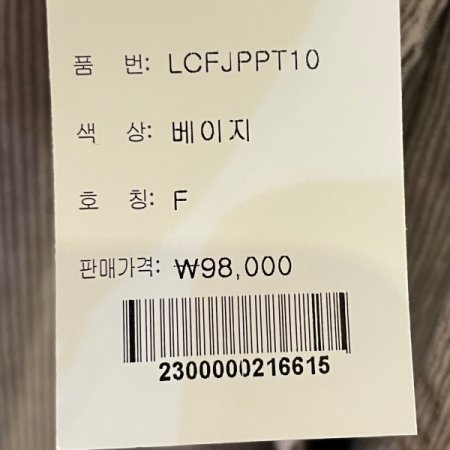 품 번: LCFJPPT10
색 상: 베이지
호 칭: F
판매가격: ₩98,000
2300000216615